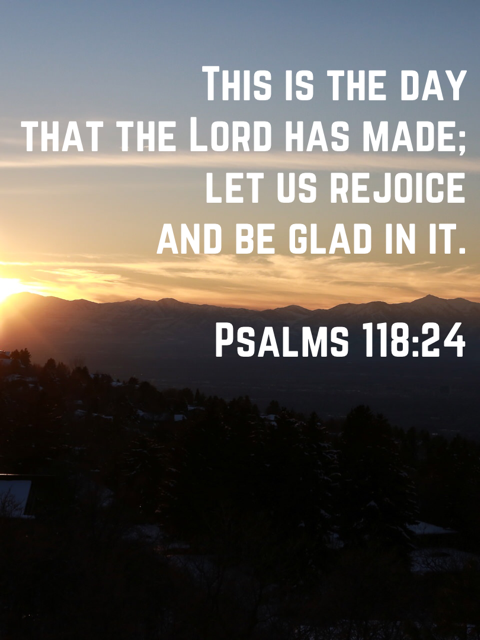 This is the day
that the Lord has made;
let us rejoice
and be glad in it.
Psalms 118:24